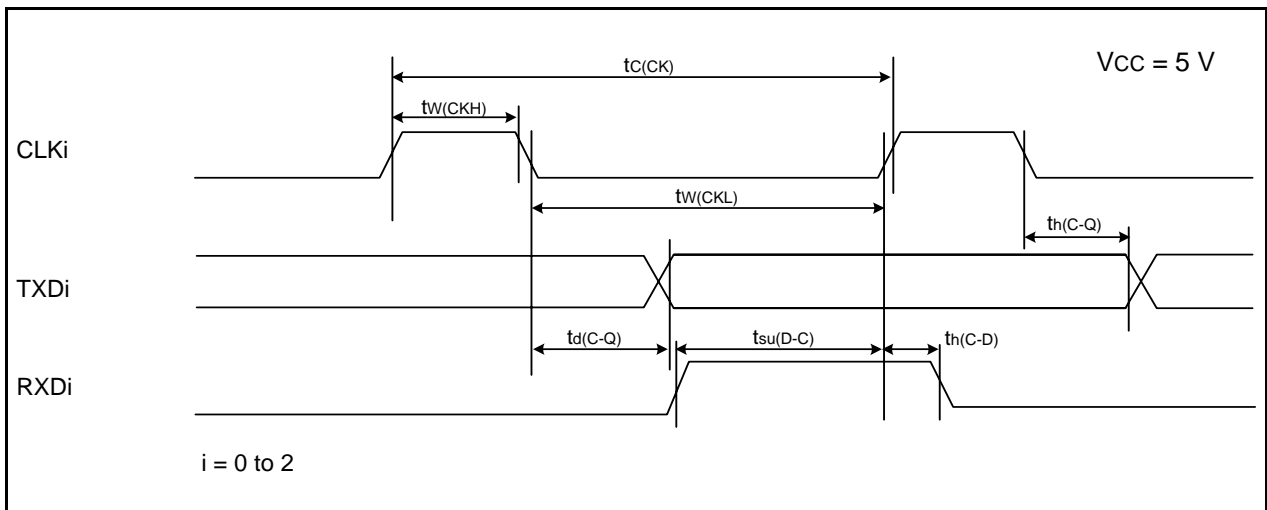 VCC = 5 V
tC(CK)
tW(CKH)
CLKi
tW(CKL)
th(C-Q)
TXDi
td(C-Q)
tsu(D-C)
th(C-D)
RXDi
i = 0 to 2